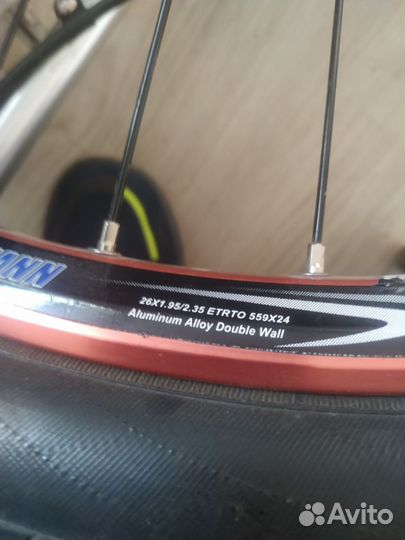 26X1.95/2.35 ETRTO 559X24
Aluminum Alloy Double Wall
Avito